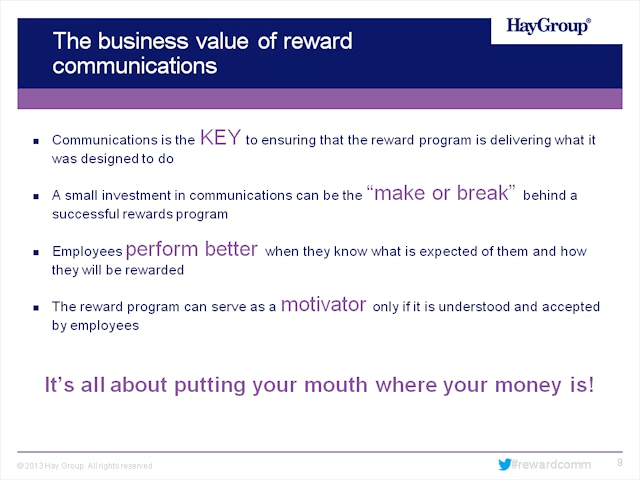 The business value of reward
communications
HayGroup®
Communications is the KEY to ensuring that the reward program is delivering what it
was designed to do
A small investment in communications can be the “make or break” behind a
successful rewards program
Employees perform better when they know what is expected of them and how
they will be rewarded
The reward program can serve as a motivator only if it is understood and accepted
by employees
It’s all about putting your mouth where your money is!
© 2013 Hay Group. All rights reserved
#rewardcomm
9